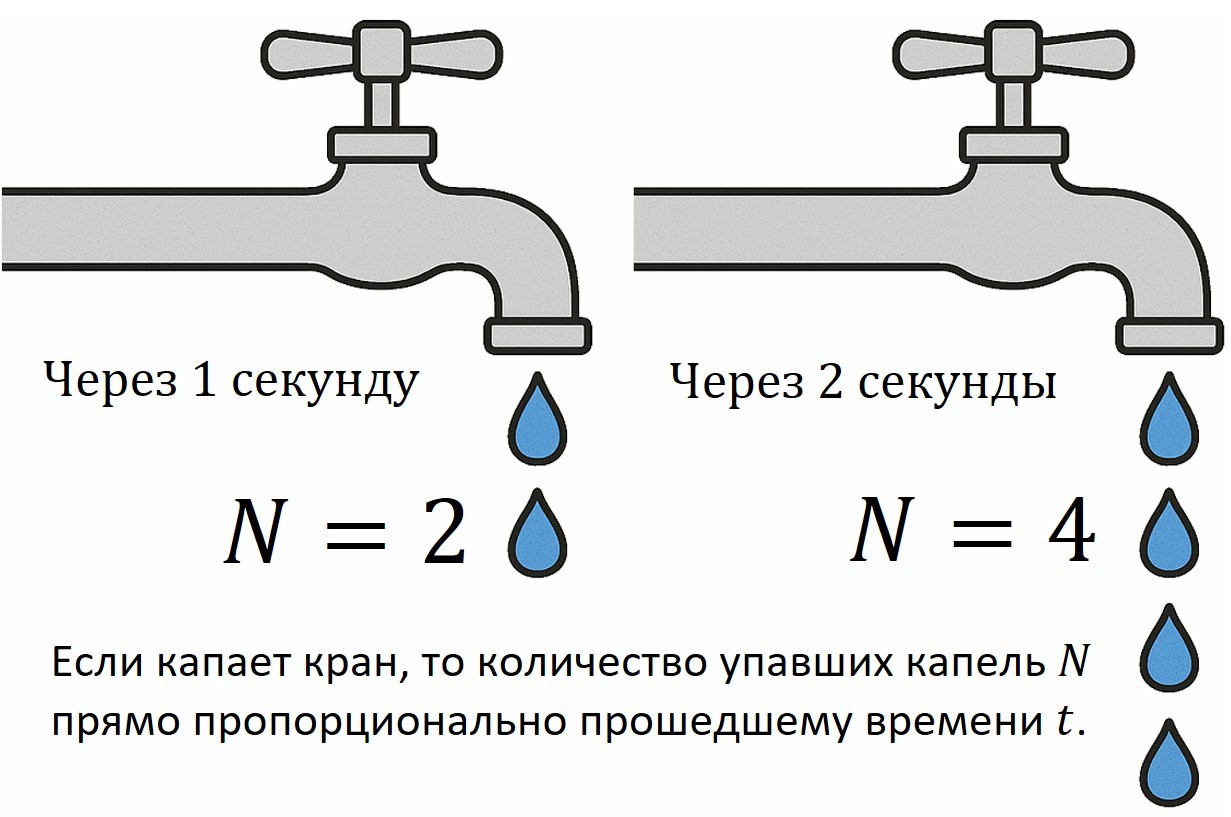 Через 1 секунду
N = 2
Через 2 секунды
N = 4
Если капает кран, то количество упавших капель N
прямо пропорционально прошедшему времени t.